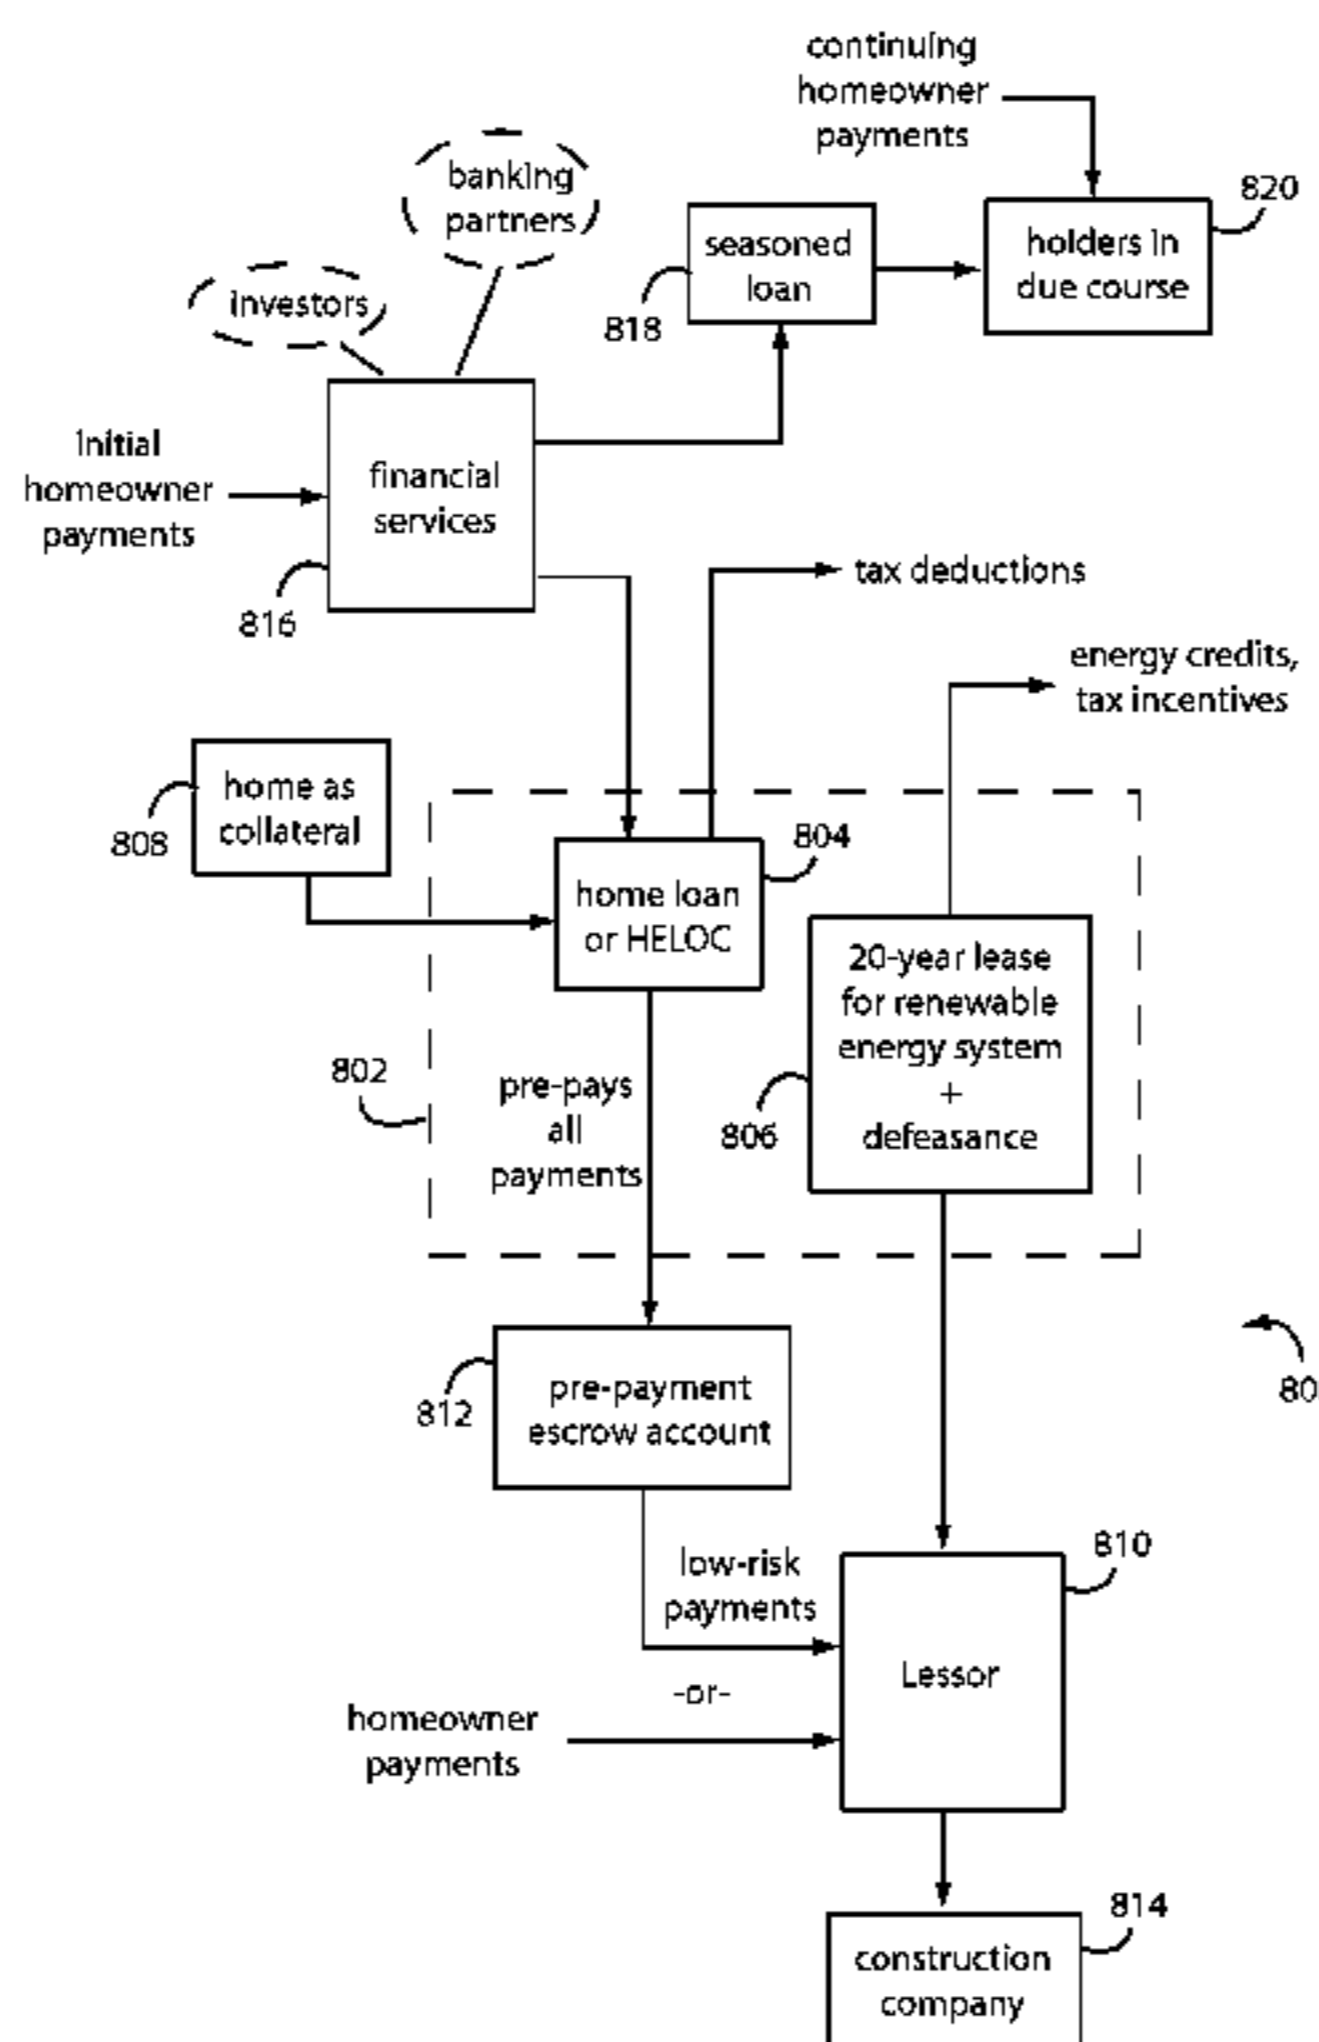 continuing
homeowner
payments
820
banking
partners
seasoned
loan
holders in
due course
investors
818
initial
homeowner
payments
financial
services
tax deductions
816
energy credits,
tax incentives
home as
collateral
808
804
home loan
or HELOC
20-year lease
for renewable
energy system
+
defeasance
802
pre-pays
all
payments
806
pre-payment
escrow account
812
80
810
low-risk
payments
Lessor
-or-
homeowner
payments
814
construction
company